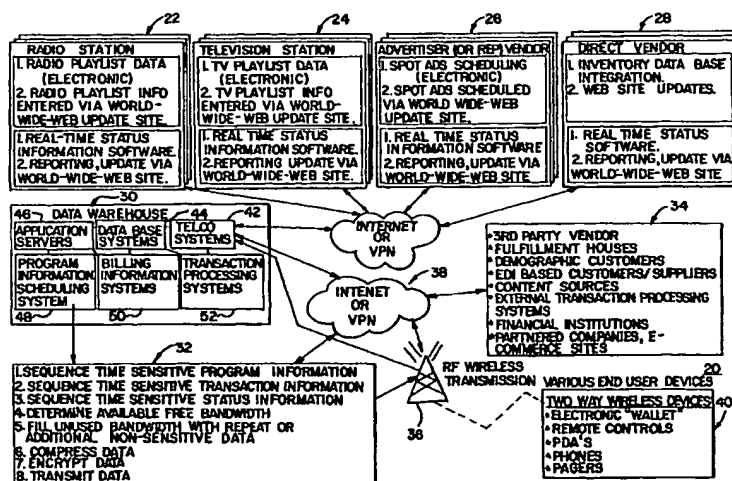 22
24
26
28
RADIO STATION
1. RADIO PLAYLIST DATA
(ELECTRONIC)
2. RADIO PLAYLIST INFO
ENTERED VIA WORLD-
WIDE-WEB UPDATE SITE.
1. REAL-TIME STATUS
INFORMATION SOFTWARE.
2. REPORTING, UPDATE VIA
WORLD-WIDE-WEB SITE.
TELEVISION STATION
1. TV PLAYLIST DATA
(ELECTRONIC)
2. TV PLAYLIST INFO
ENTERED VIA WORLD-
WIDE-WEB UPDATE
SITE.
1. REAL TIME STATUS
INFORMATION SOFTWARE.
2. REPORTING, UPDATE VIA
WORLD-WIDE-WEB SITE.
ADVERTISER (OR REP) VENDOR
1. SPOT ADS SCHEDULING
(ELECTRONIC)
2. SPOT ADS SCHEDULED
VIA WORLD WIDE-WEB
UPDATE SITE.
1. REAL TIME STATUS
INFORMATION SOFTWARE
2. REPORTING, UPDATE VIA
WORLD-WIDE-WEB SITE
DIRECT VENDOR
1. INVENTORY DATA BASE
INTEGRATION.
2. WEB SITE UPDATES.
1. REAL TIME STATUS
SOFTWARE.
2. REPORTING, UPDATE VIA
WORLD-WIDE-WEB SITE
30
46
DATA WAREHOUSE
44
42
APPLICATION
SERVERS
DATA BASE
SYSTEMS
TELCO
SYSTEMS
PROGRAM
INFORMATION
SCHEDULING
SYSTEM
BILLING
INFORMATION
SYSTEMS
TRANSACTION
PROCESSING
SYSTEMS
48
50
52
INTERNET
OR
VPN
38
INTENET
OR
VPN
34
3RD PARTY VENDOR
FULFILLMENT HOUSES
DEMOGRAPHIC CUSTOMERS
EDI BASED CUSTOMERS/SUPPLIERS
CONTENT SOURCES
EXTERNAL TRANSACTION PROCESSING
SYSTEMS
FINANCIAL INSTITUTIONS
PARTNERED COMPANIES, E-
COMMERCE SITES
32
1. SEQUENCE TIME SENSITIVE PROGRAM INFORMATION
2. SEQUENCE TIME SENSITIVE TRANSACTION INFORMATION
3. SEQUENCE TIME SENSITIVE STATUS INFORMATION
4. DETERMINE AVAILABLE FREE BANDWIDTH
5. FILL UNUSED BANDWIDTH WITH REPEAT OR
ADDITIONAL NON-SENSITIVE DATA
6. COMPRESS DATA
7. ENCRYPT DATA
8. TRANSMIT DATA
RF WIRELESS
TRANSMISSION
36
20
VARIOUS END USER DEVICES
TWO WAY WIRELESS DEVICES
ELECTRONIC "WALLET"
REMOTE CONTROLS
PDA'S
PHONES
PAGERS
40